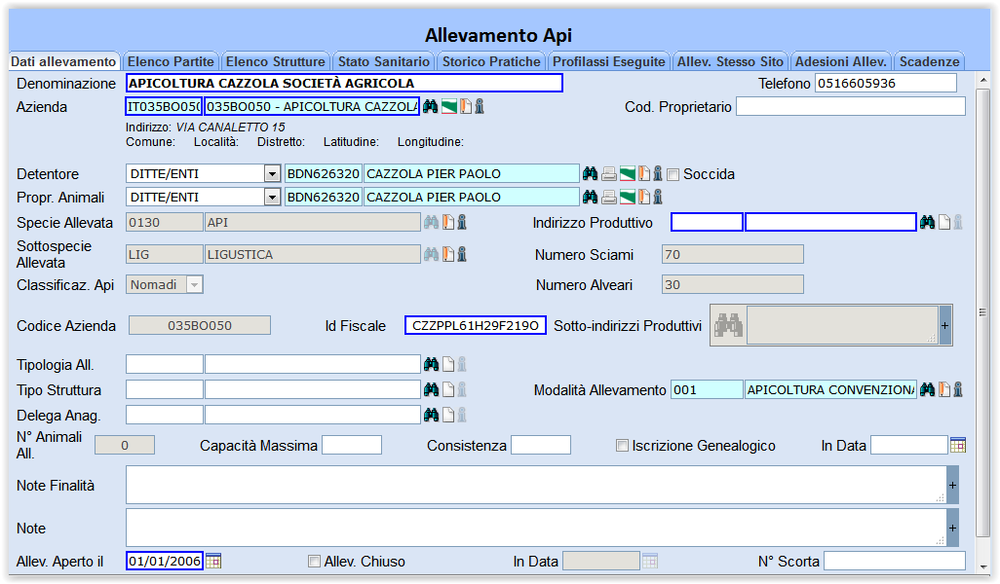 Allevamento Api
Dati allevamento Elenco Partite Elenco Strutture Stato Sanitario Storico Pratiche Profilassi Eseguite Allev. Stesso Sito Adesioni Allev. Scadenze
Denominazione APICOLTURA CAZZOLA SOCIETÀ AGRICOLA Telefono 0516605936
Azienda IT035BO050 035BO050 - APICOLTURA CAZZOLA Cod. Proprietario
Indirizzo: VIA CANALETTO 15
Comune: Località: Distretto: Latitudine: Longitudine:
Detentore DITTE/ENTI BDN626320 CAZZOLA PIER PAOLO Soccida
Propr. Animali DITTE/ENTI BDN626320 CAZZOLA PIER PAOLO
Specie Allevata 0130 API Indirizzo Produttivo
Sottospecie Allevata LIG LIGUSTICA Numero Sciami 70
Classificaz. Api Nomadi Numero Alveari 30
Codice Azienda 035BO050 Id Fiscale CZZPPL61H29F219O Sotto-indirizzi Produttivi +
Tipologia All.
Tipo Struttura Modalità Allevamento 001 APICOLTURA CONVENZIONA
Delega Anag.
N° Animali All. 0 Capacità Massima Consistenza Iscrizione Genealogico In Data
Note Finalità +
Note +
Allev. Aperto il 01/01/2006 Allev. Chiuso In Data N° Scorta